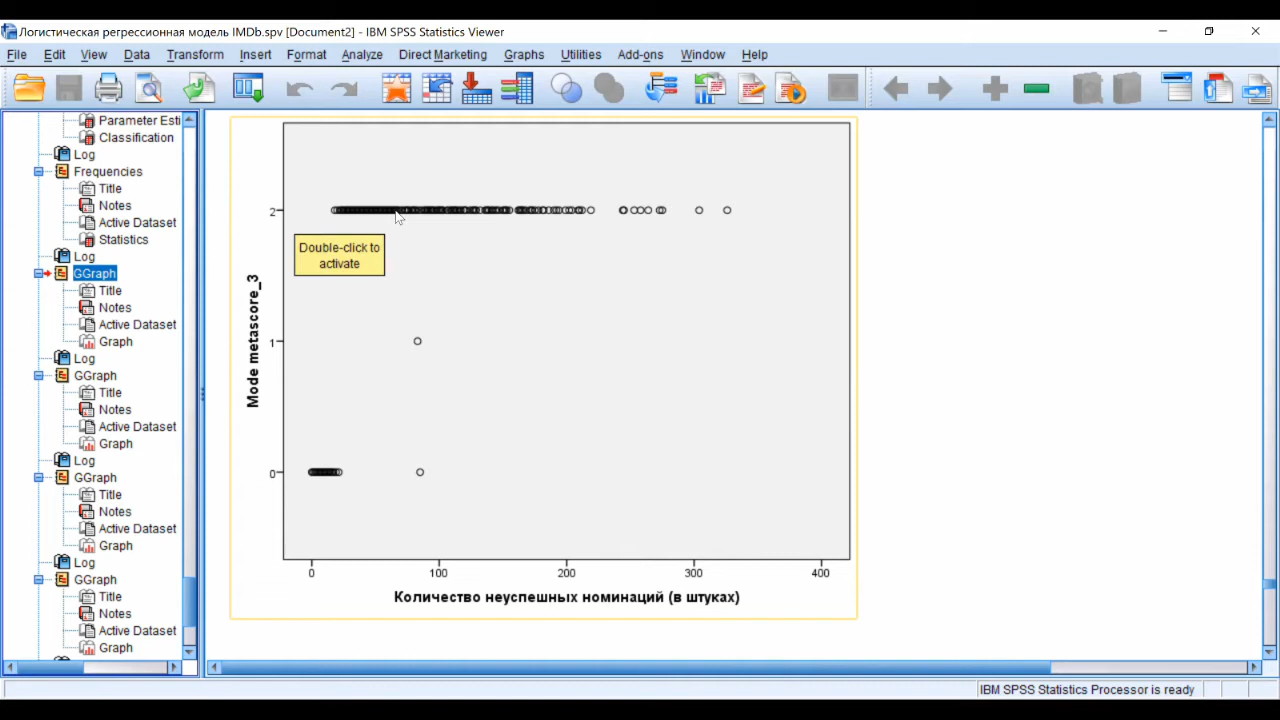 Логистическая регрессионная модель IMDb.spv [Document2] - IBM SPSS Statistics Viewer
File Edit View Data Transform Insert Format Analyze Direct Marketing Graphs Utilities Add-ons Window Help
Parameter Esti
Classification
Log
Frequencies
Title
Notes
Active Dataset
Statistics
Log
GGraph
Title
Notes
Active Dataset
Graph
Log
GGraph
Title
Notes
Active Dataset
Graph
Log
GGraph
Title
Notes
Active Dataset
Graph
Log
GGraph
Title
Notes
Active Dataset
Graph
Mode metascore_3
2
1
0
Double-click to
activate
0 100 200 300 400
Количество неуспешных номинаций (в штуках)
IBM SPSS Statistics Processor is ready